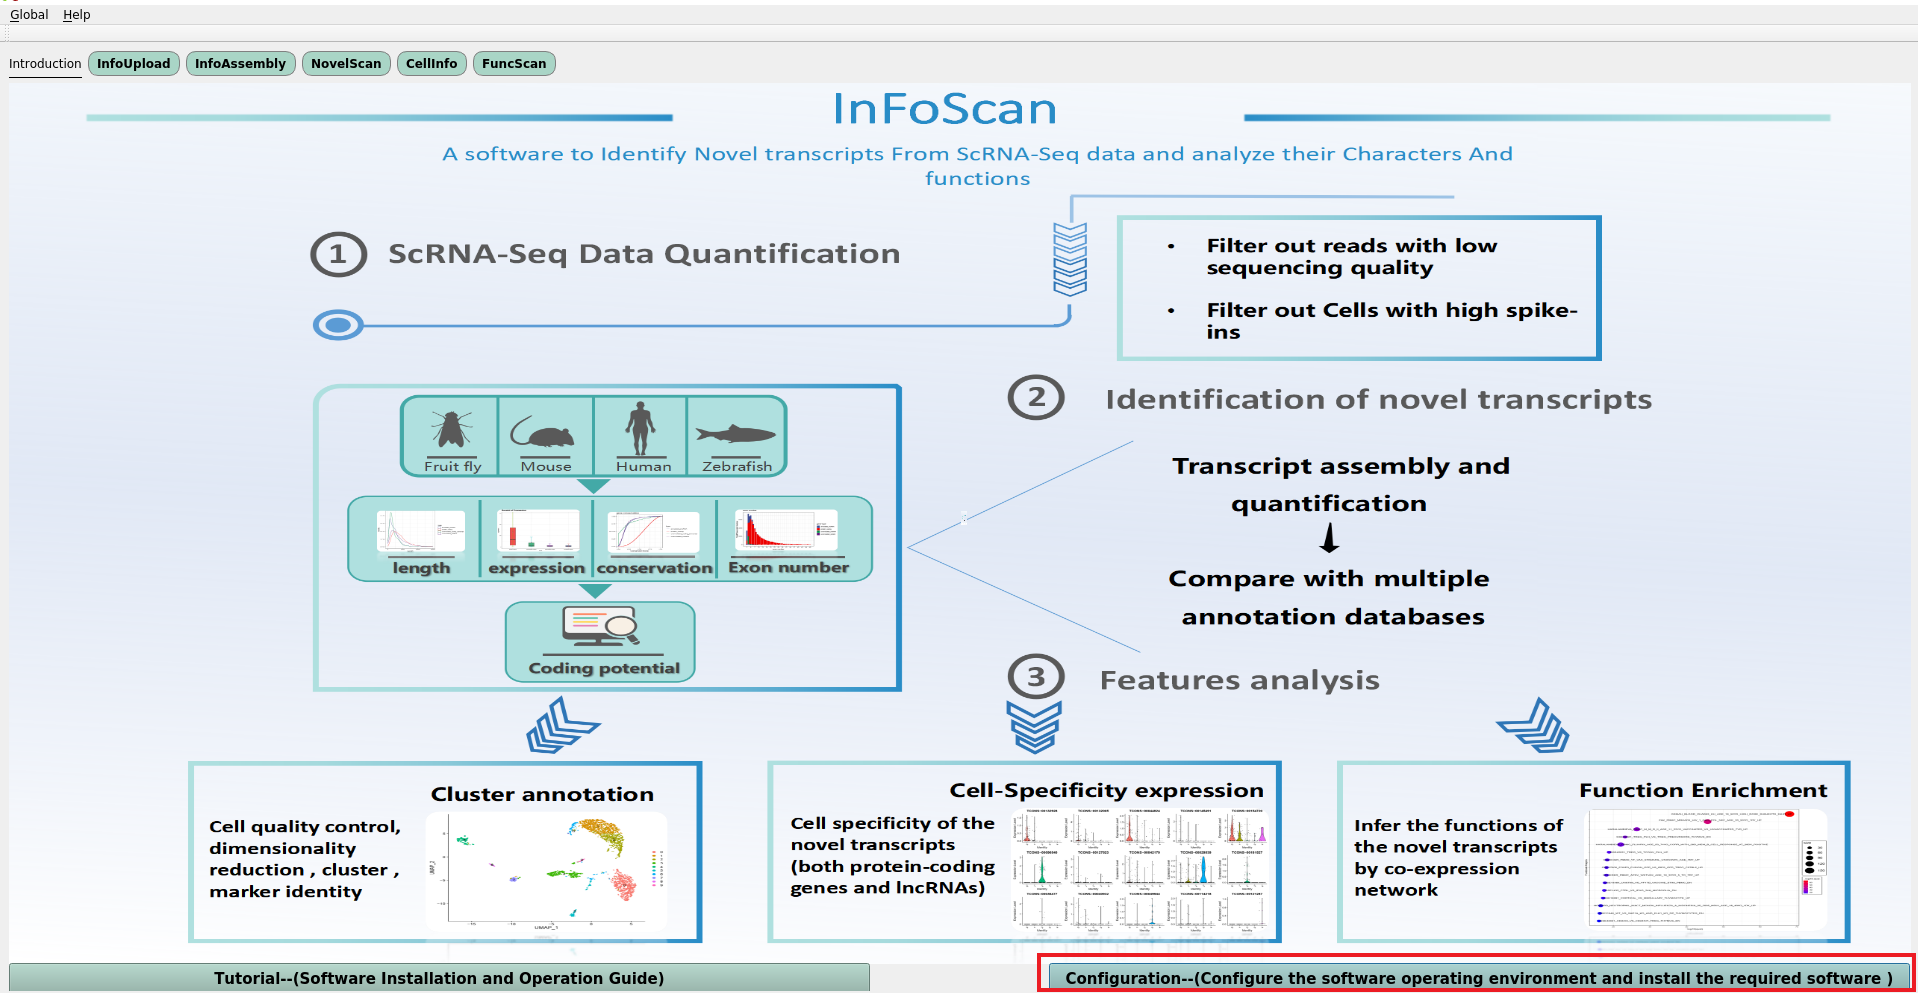 Global Help
Introduction InfoUpload InfoAssembly NovelScan CellInfo FuncScan
InFoScan
A software to Identify Novel transcripts From ScRNA-Seq data and analyze their Characters And
functions
1 ScRNA-Seq Data Quantification
• Filter out reads with low
sequencing quality
• Filter out Cells with high spike-
ins
2 Identification of novel transcripts
Fruit fly Mouse Human Zebrafish
length expression conservation Exon number
Coding potential
Transcript assembly and
quantification
Compare with multiple
annotation databases
3 Features analysis
Cluster annotation
Cell quality control,
dimensionality
reduction , cluster ,
marker identity
Cell-Specificity expression
Cell specificity of the
novel transcripts
(both protein-coding
genes and lncRNAs)
Function Enrichment
Infer the functions of
the novel transcripts
by co-expression
network
Tutorial--(Software Installation and Operation Guide)
Configuration--(Configure the software operating environment and install the required software )